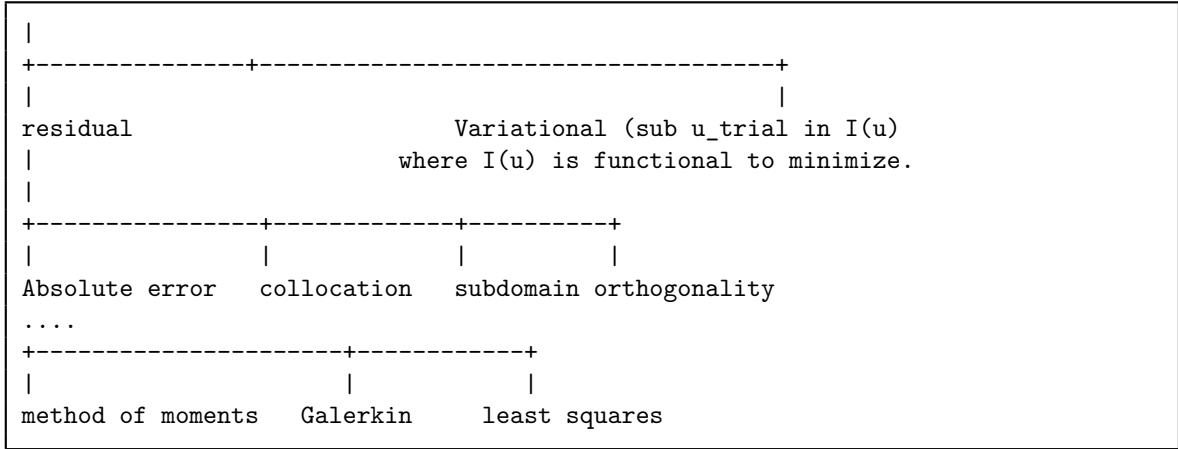 |
+---------------+-------------------------------------+
|                                                     |
residual                       Variational (sub u_trial in I(u)
|                          where I(u) is functional to minimize.
|
+----------------+-------------+----------+
|                |             |          |
Absolute error   collocation   subdomain orthogonality
....
+----------------------+------------+
|                      |            |
method of moments   Galerkin     least squares